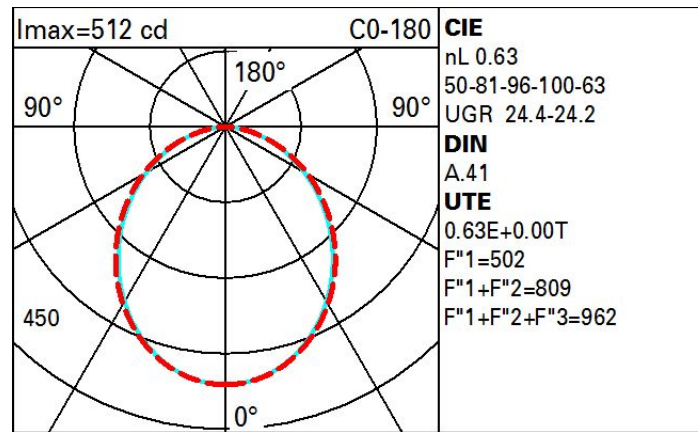 Imax=512 cd C0-180
180°
90° 90°
450
0°
CIE
nL 0.63
50-81-96-100-63
UGR 24.4-24.2
DIN
A.41
UTE
0.63E+0.00T
F"1=502
F"1+F"2=809
F"1+F"2+F"3=962